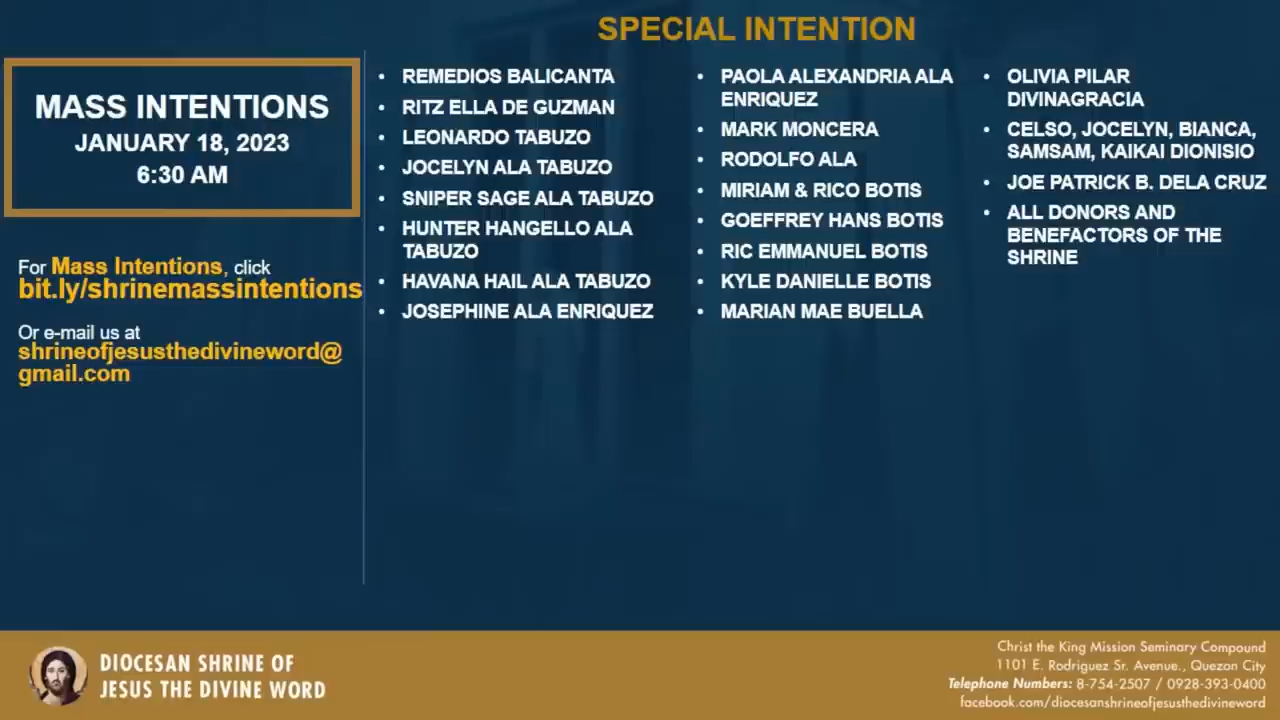 SPECIAL INTENTION
MASS INTENTIONS
JANUARY 18, 2023
6:30 AM
For Mass Intentions, click
bit.ly/shrinemassintentions
Or e-mail us at
shrineofjesusthedivineword@
gmail.com
• REMEDIOS BALICANTA
• RITZ ELLA DE GUZMAN
• LEONARDO TABUZO
• JOCELYN ALA TABUZO
• SNIPER SAGE ALA TABUZO
• HUNTER HANGELLO ALA
TABUZO
• HAVANA HAIL ALA TABUZO
• JOSEPHINE ALA ENRIQUEZ
• PAOLA ALEXANDRIA ALA
ENRIQUEZ
• MARK MONCERA
• RODOLFO ALA
• MIRIAM & RICO BOTIS
• GOEFFREY HANS BOTIS
• RIC EMMANUEL BOTIS
• KYLE DANIELLE BOTIS
• MARIAN MAE BUELLA
• OLIVIA PILAR
DIVINAGRACIA
• CELSO, JOCELYN, BIANCA,
SAMSAM, KAIKAI DIONISIO
• JOE PATRICK B. DELA CRUZ
• ALL DONORS AND
BENEFACTORS OF THE
SHRINE
DIOCESAN SHRINE OF
JESUS THE DIVINE WORD
Christ the King Mission Seminary Compound
1101 E. Rodriguez Sr. Avenue., Quezon City
Telephone Numbers: 8-754-2507 / 0928-393-0400
facebook.com/diocesanshrineofjesusthedivineword